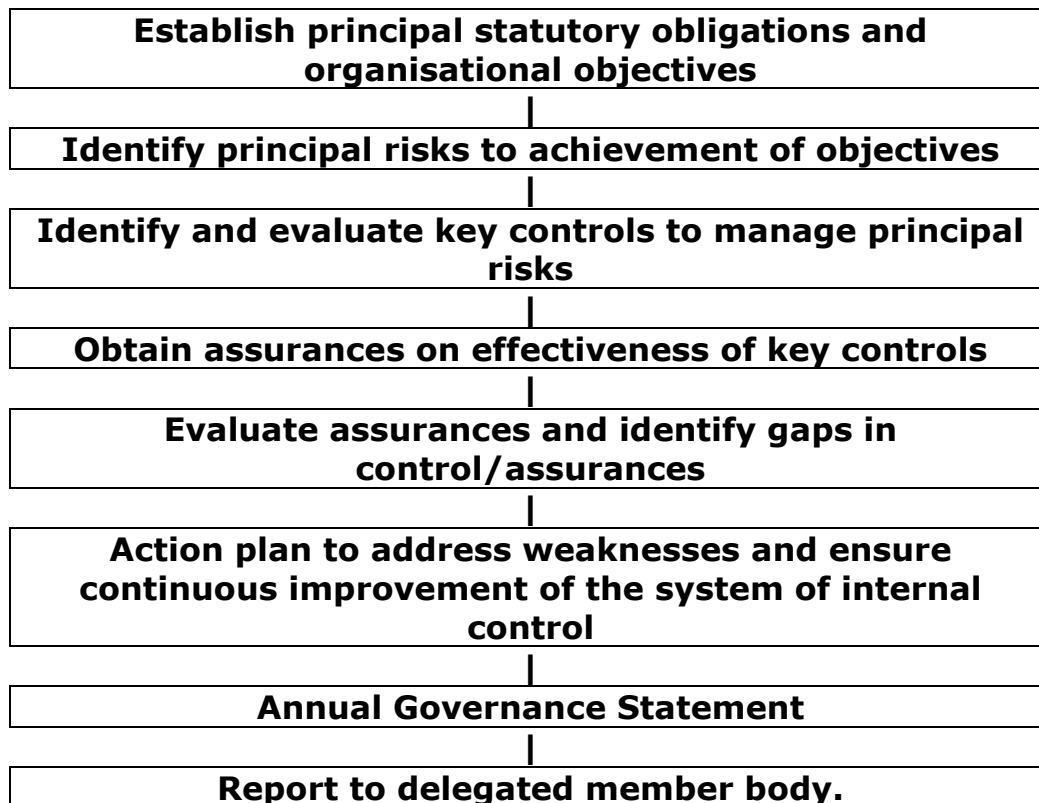 Establish principal statutory obligations and
organisational objectives
Identify principal risks to achievement of objectives
Identify and evaluate key controls to manage principal
risks
Obtain assurances on effectiveness of key controls
Evaluate assurances and identify gaps in
control/assurances
Action plan to address weaknesses and ensure
continuous improvement of the system of internal
control
Annual Governance Statement
Report to delegated member body.